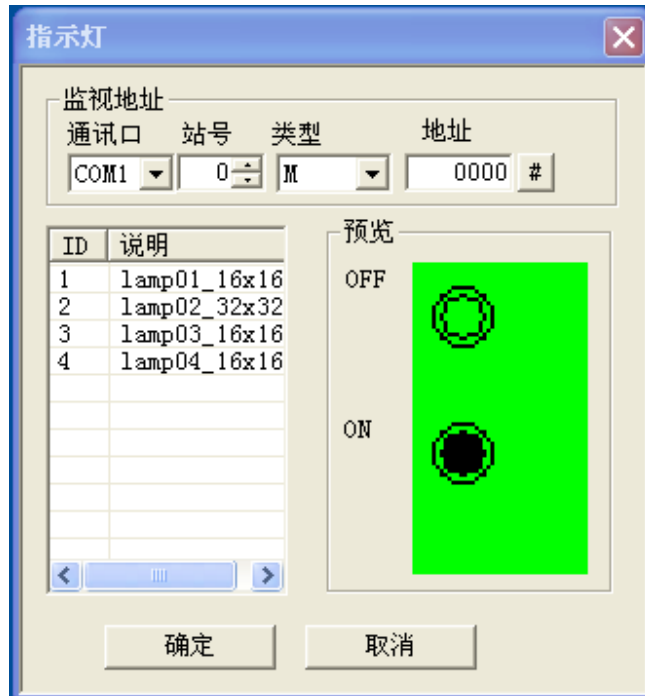 指示灯
监视地址
通讯口 站号 类型 地址
COM1 0 M 0000 #
ID 说明
1 lamp01_16x16
2 lamp02_32x32
3 lamp03_16x16
4 lamp04_16x16
预览
OFF
ON
确定 取消